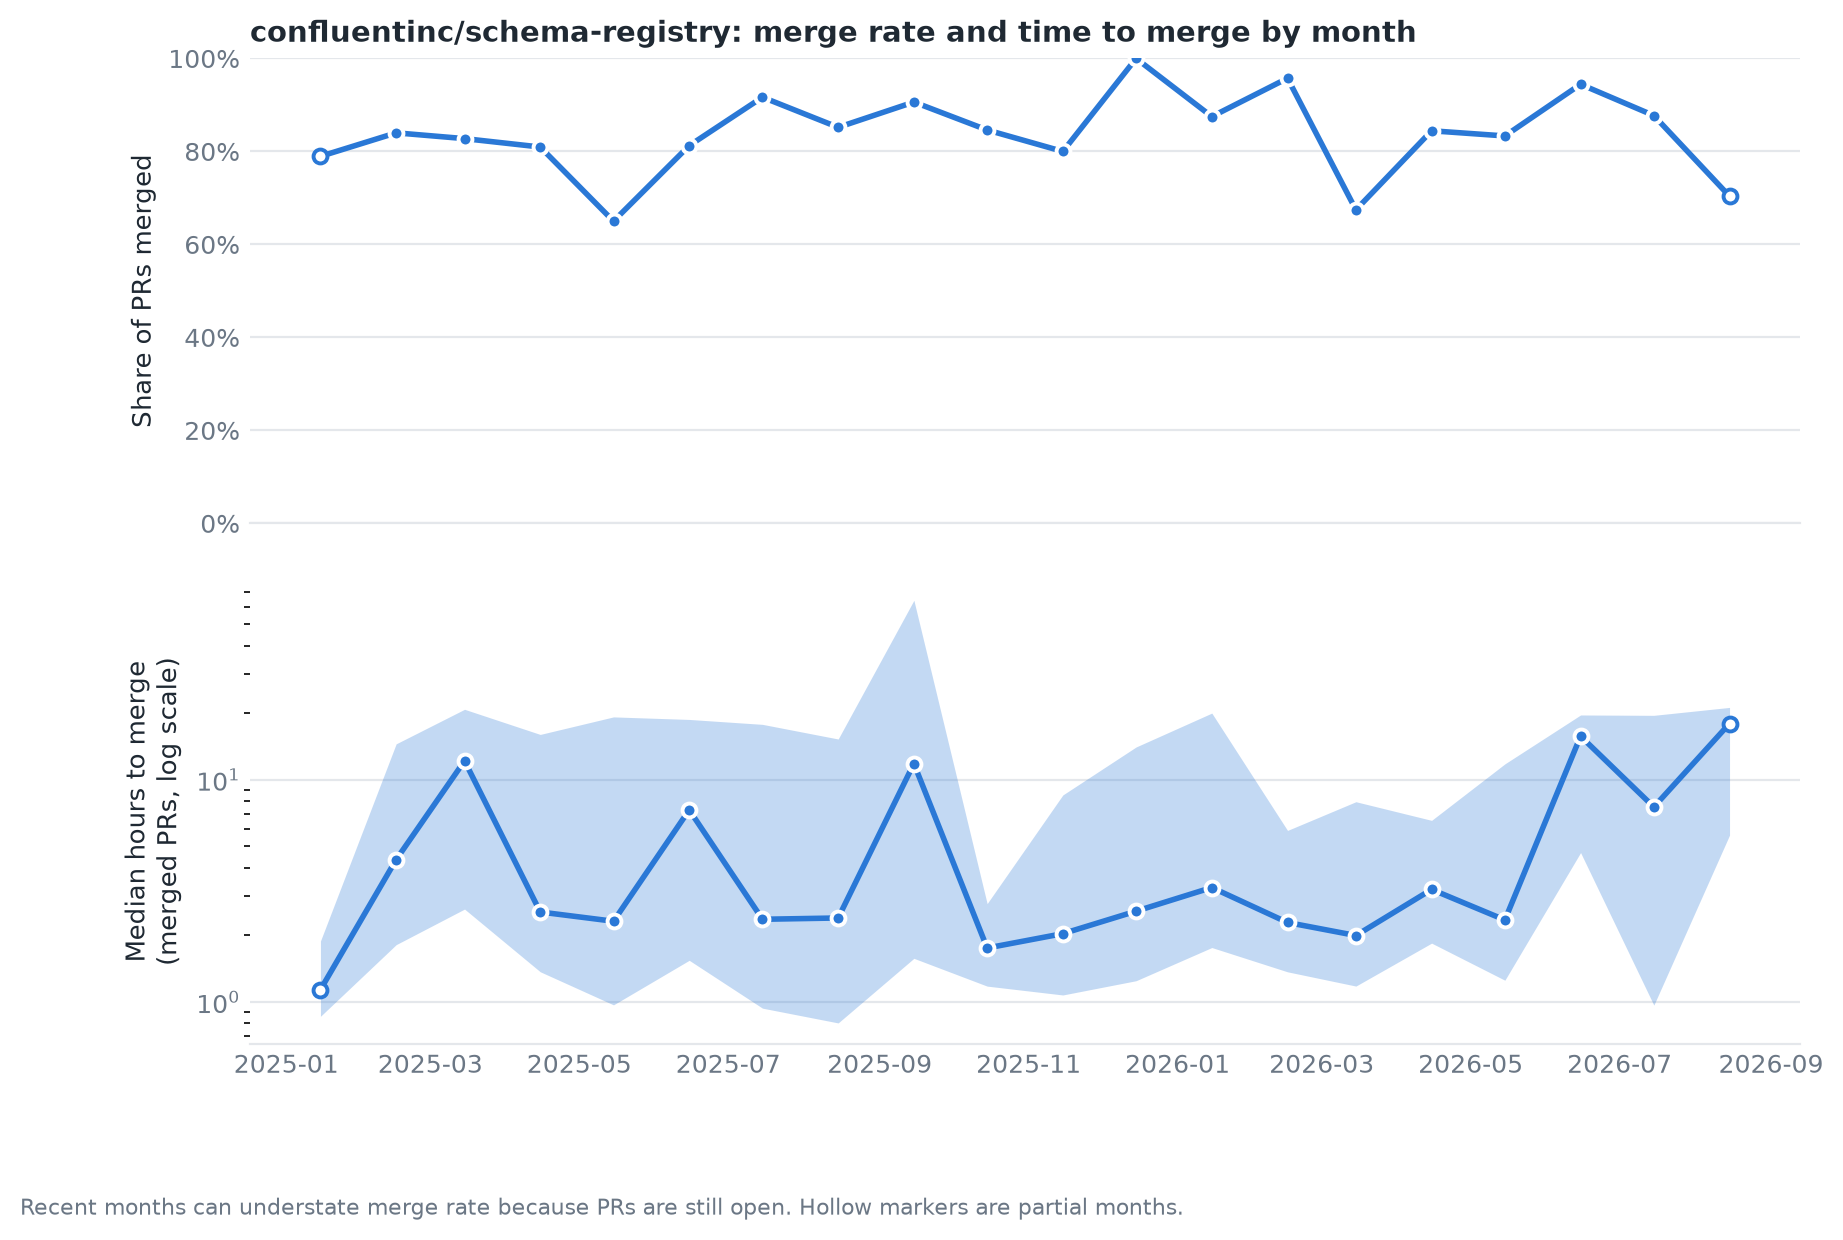 confluentinc/schema-registry: merge rate and time to merge by month
100%
80%
60%
40%
20%
0%
Share of PRs merged
10¹
10⁰
Median hours to merge
(merged PRs, log scale)
2025-01 2025-03 2025-05 2025-07 2025-09 2025-11 2026-01 2026-03 2026-05 2026-07 2026-09
Recent months can understate merge rate because PRs are still open. Hollow markers are partial months.